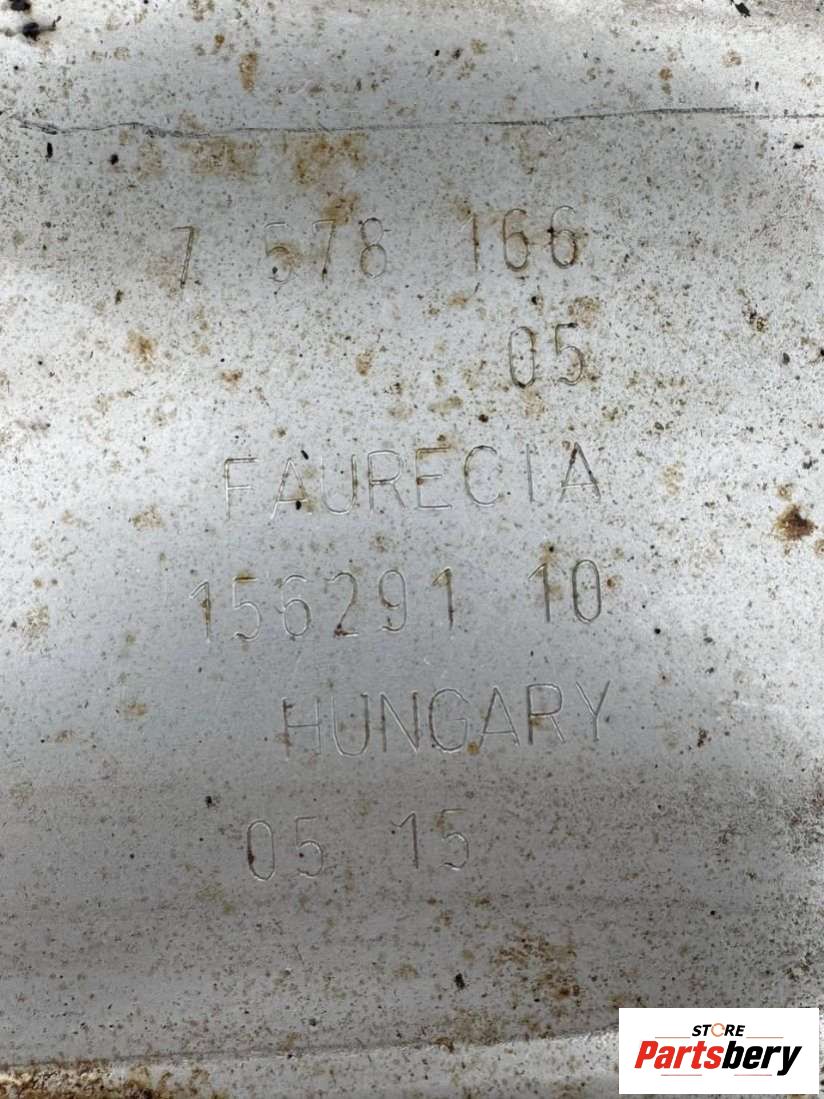 7 578 166
05
FAURECIA
156291 10
HUNGARY
05 15
STORE
Partsbery